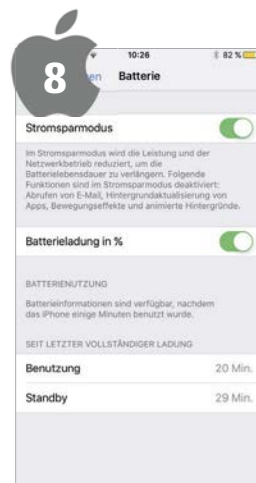 10:26 82 %
8
en Batterie
Stromsparmodus
Im Stromsparmodus wird die Leistung und der
Netzwerkbetrieb reduziert, um die
Batterielebensdauer zu verlängern. Folgende
Funktionen sind im Stromsparmodus deaktiviert:
Abrufen von E-Mail, Hintergrundaktualisierung von
Apps, Bewegungseffekte und animierte Hintergründe.
Batterieladung in %
BATTERIENUTZUNG
Batterieinformationen sind verfügbar, nachdem
das iPhone einige Minuten benutzt wurde.
SEIT LETZTER VOLLSTÄNDIGER LADUNG
Benutzung 20 Min.
Standby 29 Min.